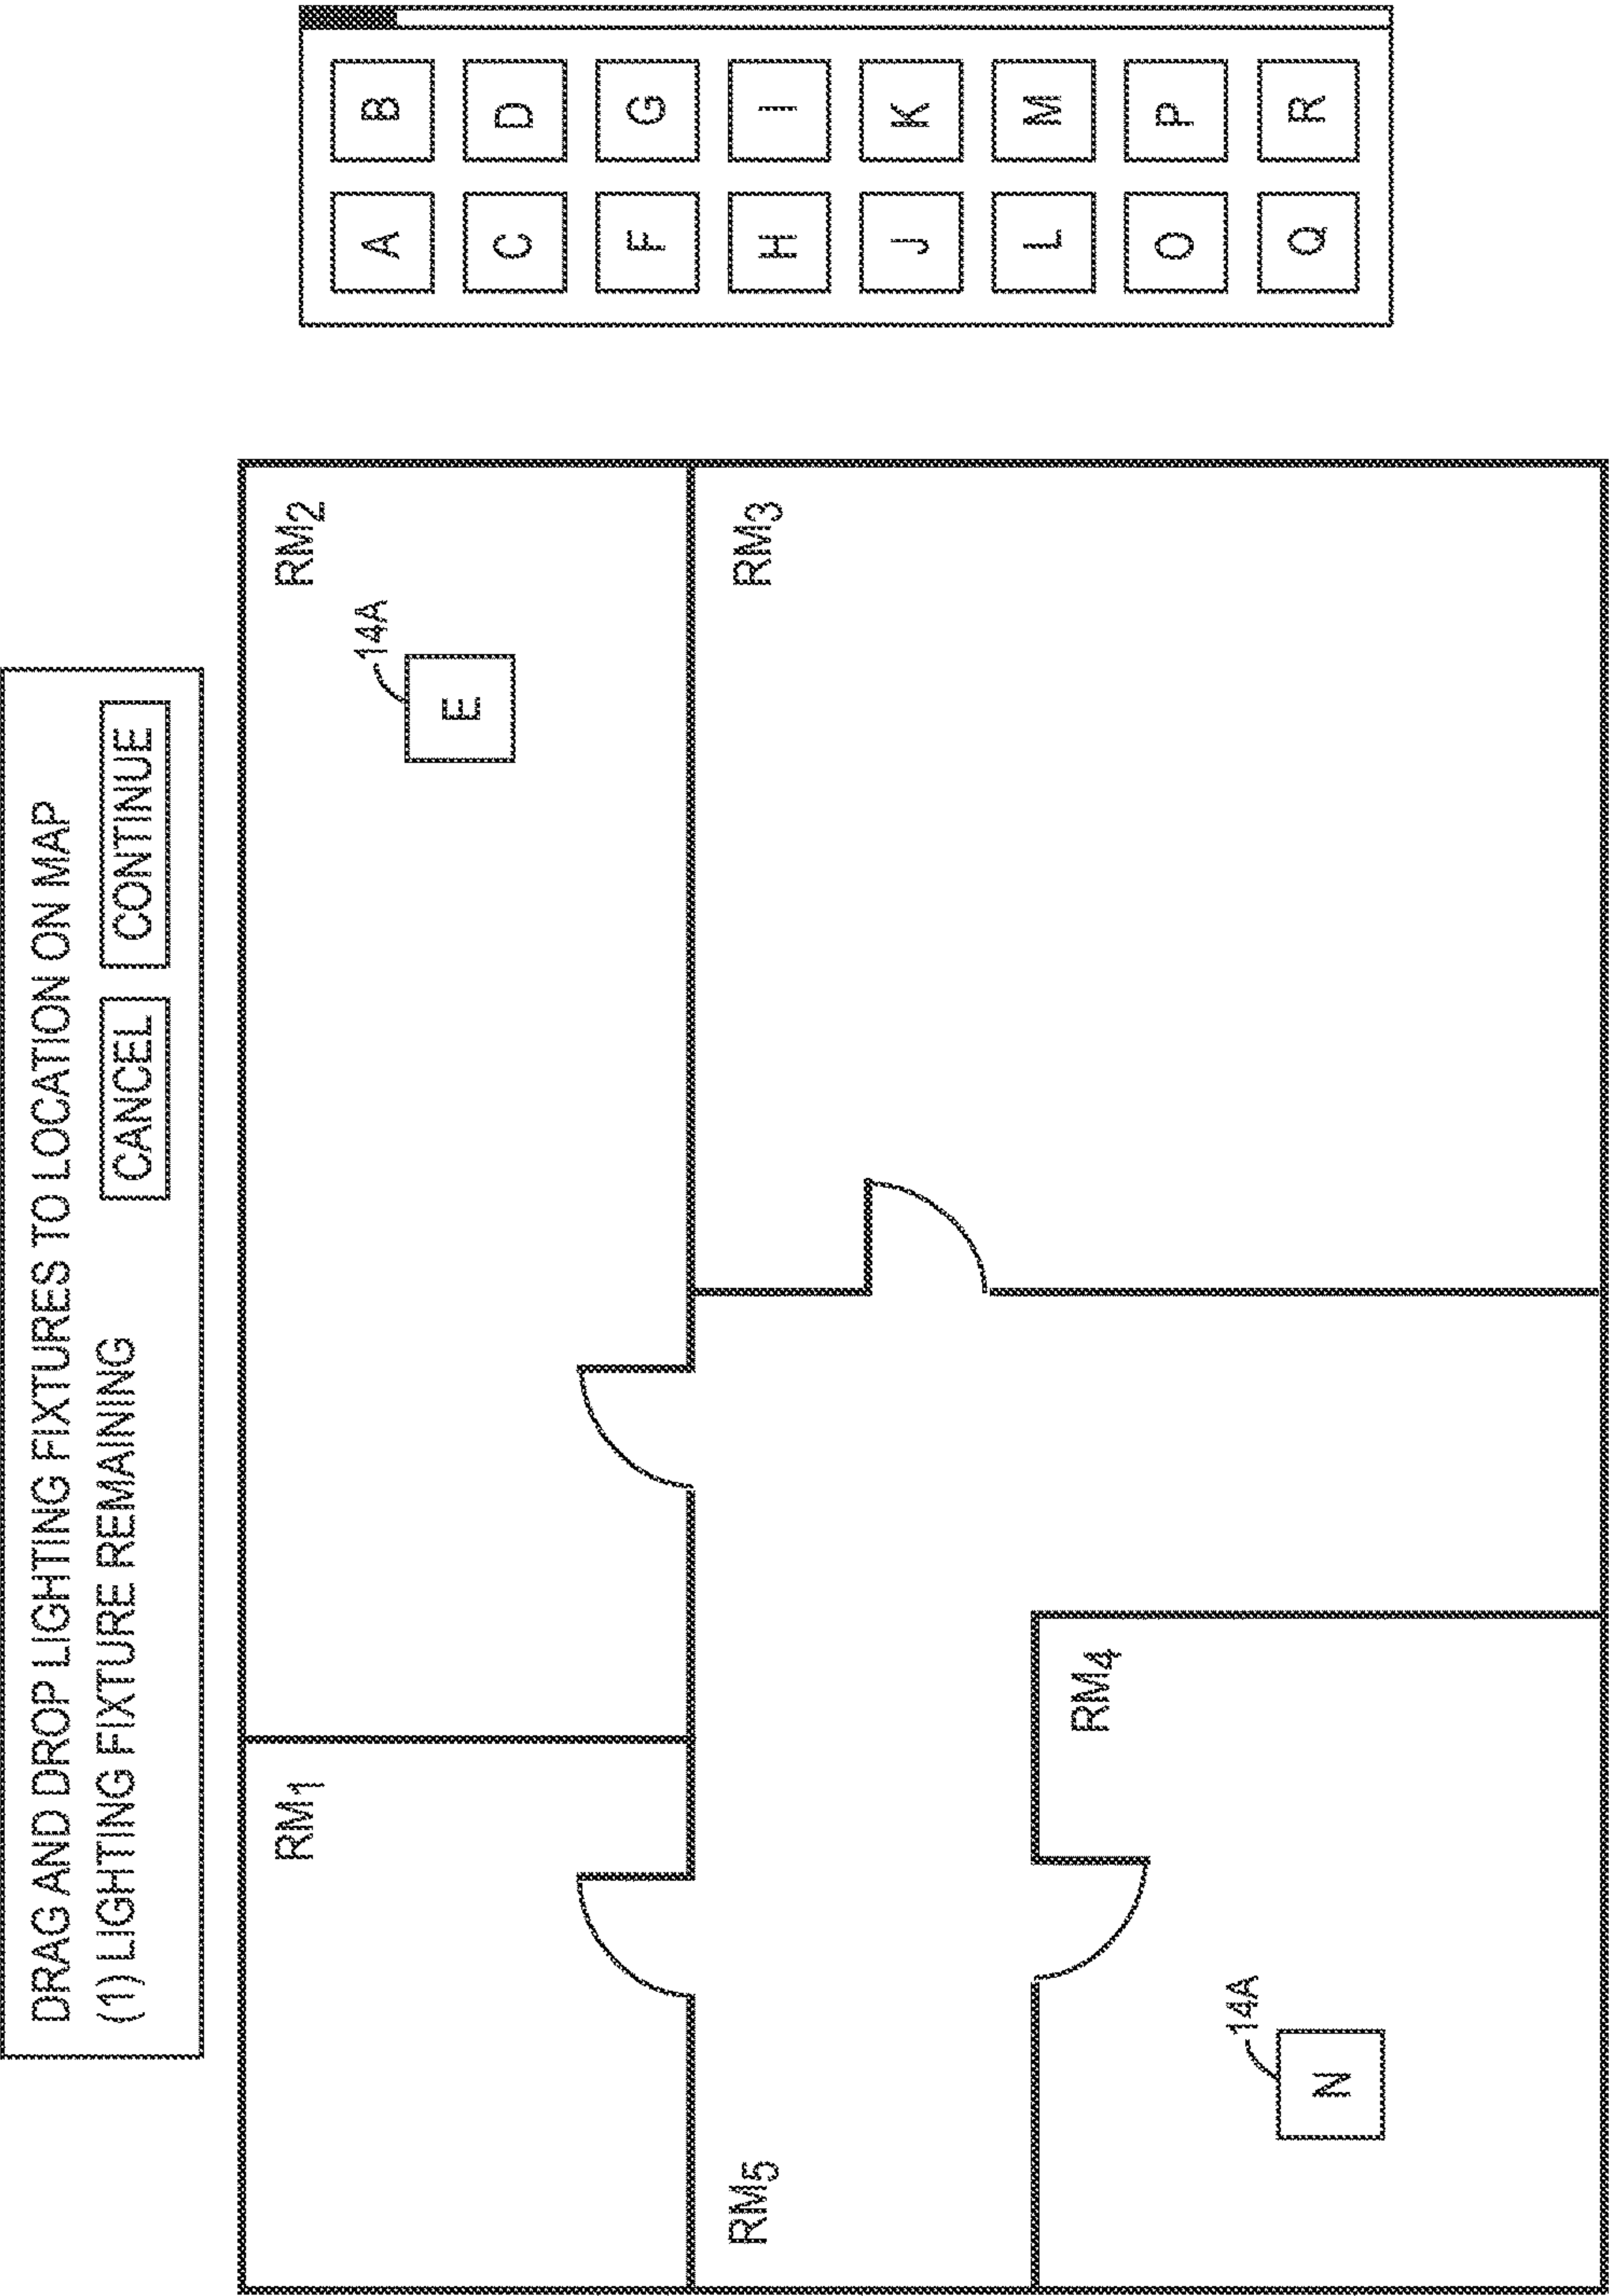 DRAG AND DROP LIGHTING FIXTURES TO LOCATION ON MAP
(1) LIGHTING FIXTURE REMAINING
CANCEL CONTINUE
RM1
RM2
14A
E
RM5
RM3
RM4
14A
N
A B
C D
F G
H I
J K
L M
O P
Q R